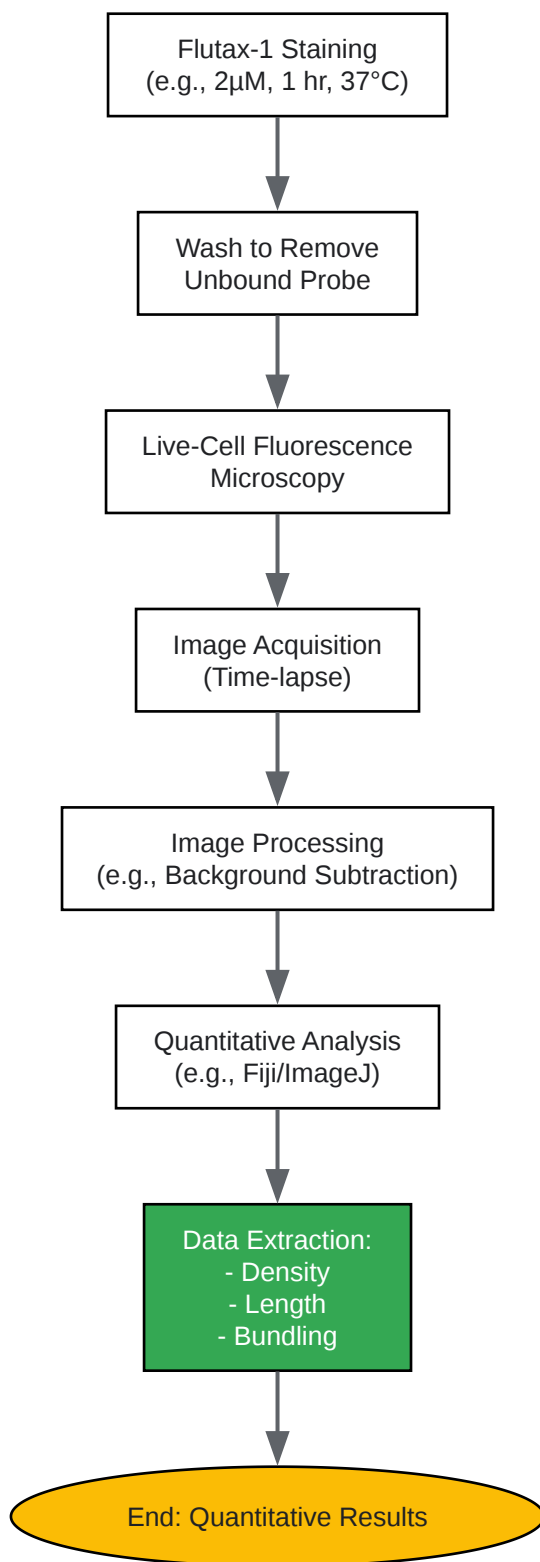 Flutax-1 Staining
(e.g., 2µM, 1 hr, 37°C)
Wash to Remove
Unbound Probe
Live-Cell Fluorescence
Microscopy
Image Acquisition
(Time-lapse)
Image Processing
(e.g., Background Subtraction)
Quantitative Analysis
(e.g., Fiji/ImageJ)
Data Extraction:
- Density
- Length
- Bundling
End: Quantitative Results